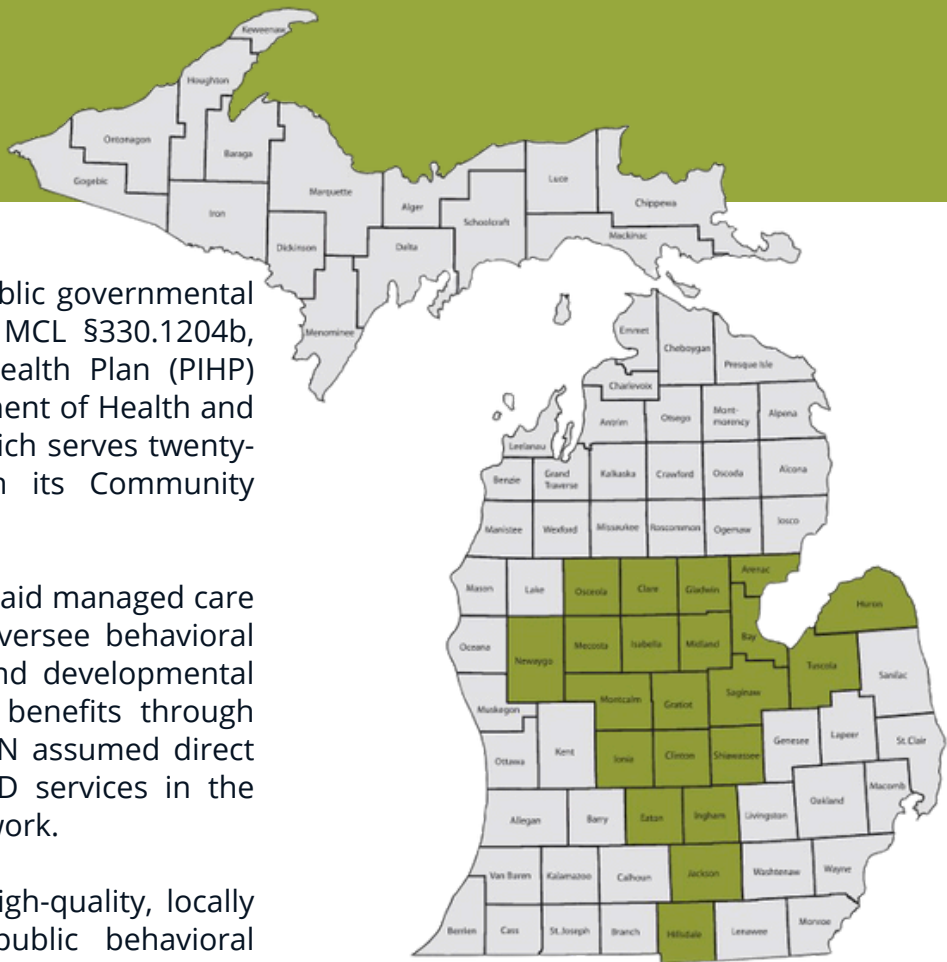 blic governmental
MCL §330.1204b,
ealth Plan (PIHP)
nent of Health and
ich serves twenty-
n its Community
aid managed care
versee behavioral
nd developmental
benefits through
N assumed direct
D services in the
work.
igh-quality, locally
public behavioral
Keweenaw
Houghton
Ontonagon
Baraga
Gogebic
Marquette
Luce
Iron
Alger
Chippewa
Schoolcraft
Dickinson
Delta
Mackinac
Menominee
Emmet
Cheboygan
Presque Isle
Charlevoix
Antrim
Otsego
Mont-
morency
Alpena
Leelanau
Benzie
Grand
Traverse
Kalkaska
Crawford
Oscoda
Alcona
Manistee
Wexford
Missaukee
Roscommon
Ogemaw
Iosco
Mason
Lake
Osceola
Clare
Gladwin
Arenac
Huron
Oceana
Newaygo
Mecosta
Isabella
Midland
Bay
Tuscola
Sanilac
Muskegon
Montcalm
Gratiot
Saginaw
Ottawa
Kent
Ionia
Clinton
Shiawassee
Genesee
Lapeer
St.Clair
Allegan
Barry
Eaton
Ingham
Livingston
Oakland
Macomb
Van Buren
Kalamazoo
Calhoun
Jackson
Washtenaw
Wayne
Berrien
Cass
St.Joseph
Branch
Hillsdale
Lenawee
Monroe